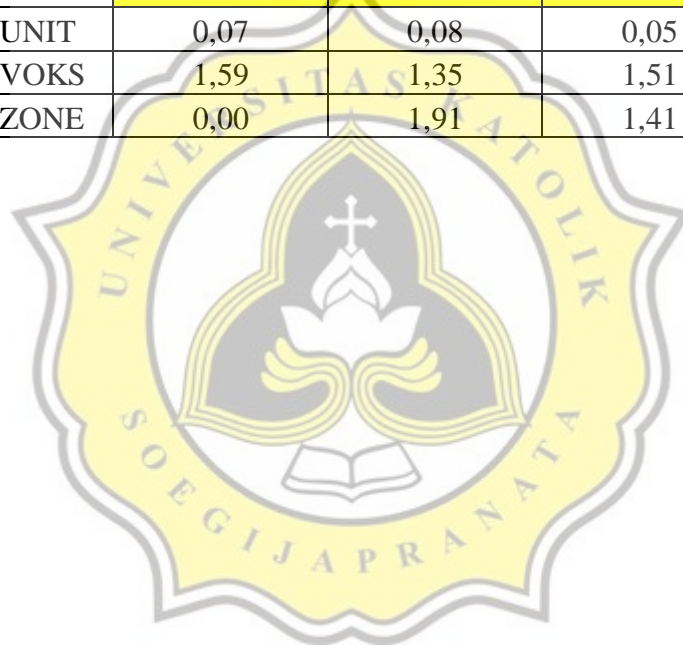 UNIT 0,07 0,08 0,05
VOKS 1,59 1,35 1,51
ZONE 0,00 1,91 1,41
UNIVERSITAS KATOLIK
SOEGIJAPRANATA